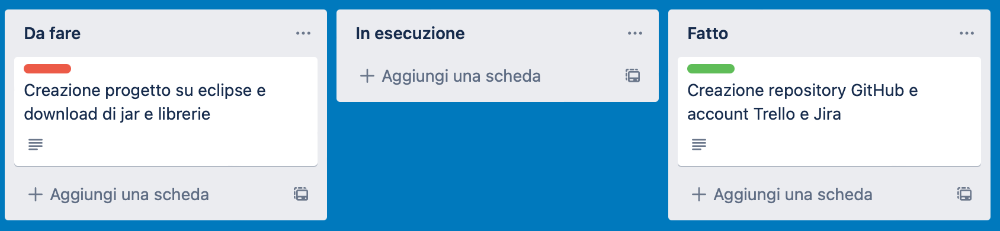 Da fare
Creazione progetto su eclipse e
download di jar e librerie
Aggiungi una scheda
In esecuzione
Aggiungi una scheda
Fatto
Creazione repository GitHub e
account Trello e Jira
Aggiungi una scheda